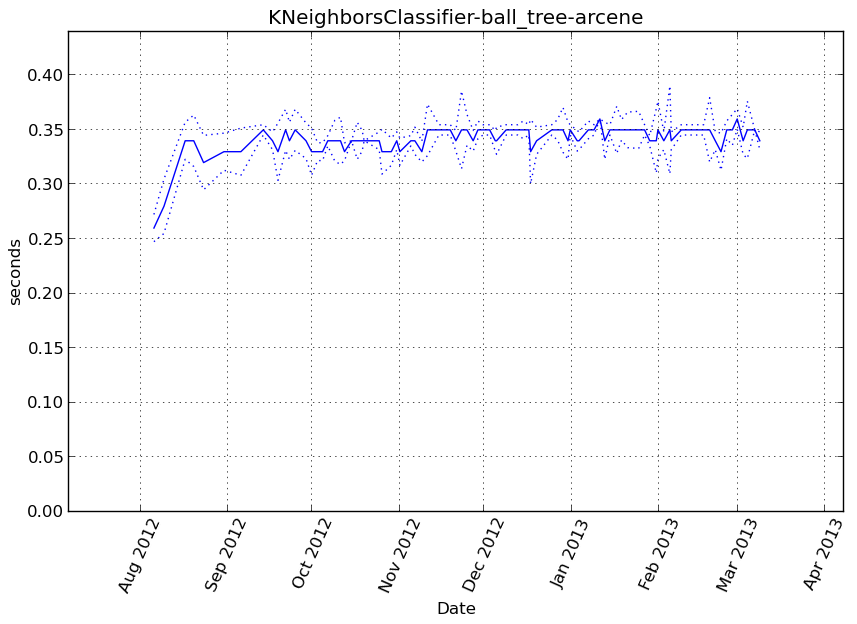 KNeighborsClassifier-ball_tree-arcene
0.40
0.35
0.30
0.25
0.20
0.15
0.10
0.05
0.00
seconds
Aug 2012
Sep 2012
Oct 2012
Nov 2012
Dec 2012
Jan 2013
Feb 2013
Mar 2013
Apr 2013
Date